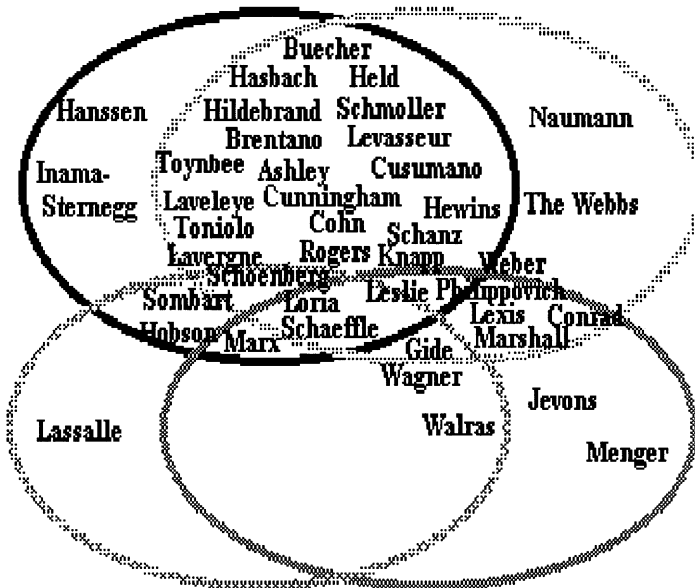 Buecher
Hasbach Held
Hanssen Hildebrand Schmoller Naumann
Brentano Levasseur
Toynbee Ashley Cusumano
Inama-
Sternegg Laveleye Cunningham Hewins The Webbs
Toniolo Cohn Schanz
Lavergne Rogers Knapp Weber
Schoenberg
Sombart Loria Leslie Philippovich
Hobson Marx Schaeffle Lexis Conrad
Marshall
Gide
Wagner
Jevons
Lassalle Walras
Menger